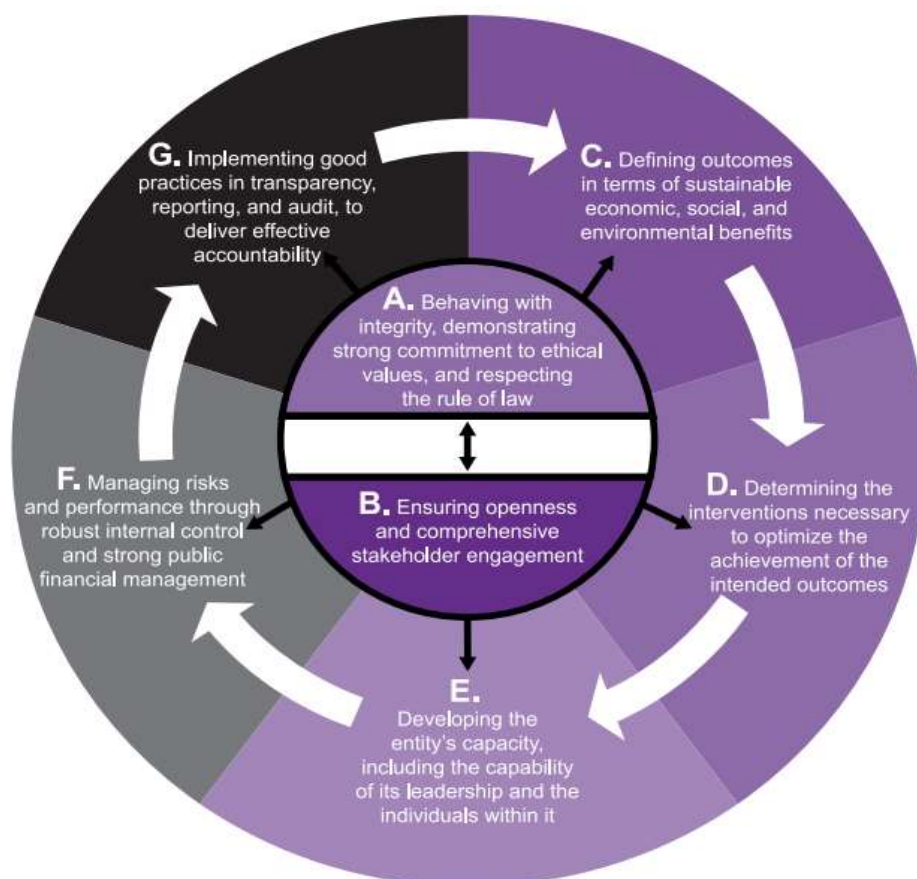 G. Implementing good
practices in transparency,
reporting, and audit, to
deliver effective
accountability
C. Defining outcomes
in terms of sustainable
economic, social, and
environmental benefits
A. Behaving with
integrity, demonstrating
strong commitment to ethical
values, and respecting
the rule of law
F. Managing risks
and performance through
robust internal control
and strong public
financial management
B. Ensuring openness
and comprehensive
stakeholder engagement
D. Determining the
interventions necessary
to optimize the
achievement of the
intended outcomes
E.
Developing the
entity's capacity,
including the capability
of its leadership and the
individuals within it